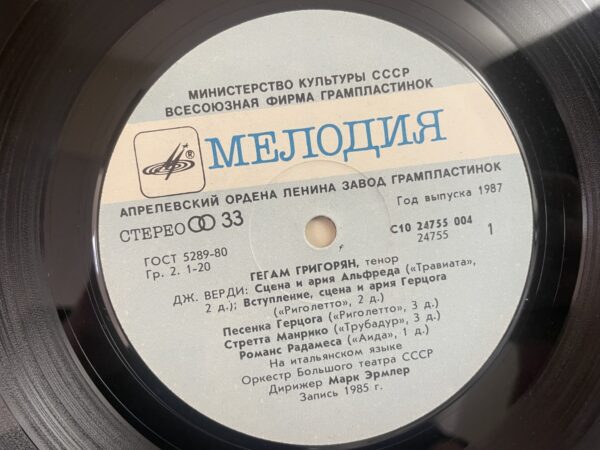 МИНИСТЕРСТВО КУЛЬТУРЫ СССР
ВСЕСОЮЗНАЯ ФИРМА ГРАМПЛАСТИНОК
®
МЕЛОДИЯ
АПРЕЛЕВСКИЙ ОРДЕНА ЛЕНИНА ЗАВОД ГРАМПЛАСТИНОК
СТЕРЕО 33
Год выпуска 1987
ГОСТ 5289-80
Гр. 2. 1-20
С10 24755 004
24755
1
ГЕГАМ ГРИГОРЯН, тенор
ДЖ. ВЕРДИ: Сцена и ария Альфреда («Травиата»,
2 д.); Вступление, сцена и ария Герцога
(«Риголетто», 2 д.)
Песенка Герцога («Риголетто», 3 д.)
Стретта Манрико («Трубадур», 3 д.)
Романс Радамеса («Аида», 1 д.)
На итальянском языке
Оркестр Большого театра СССР
Дирижер Марк Эрмлер
Запись 1985 г.